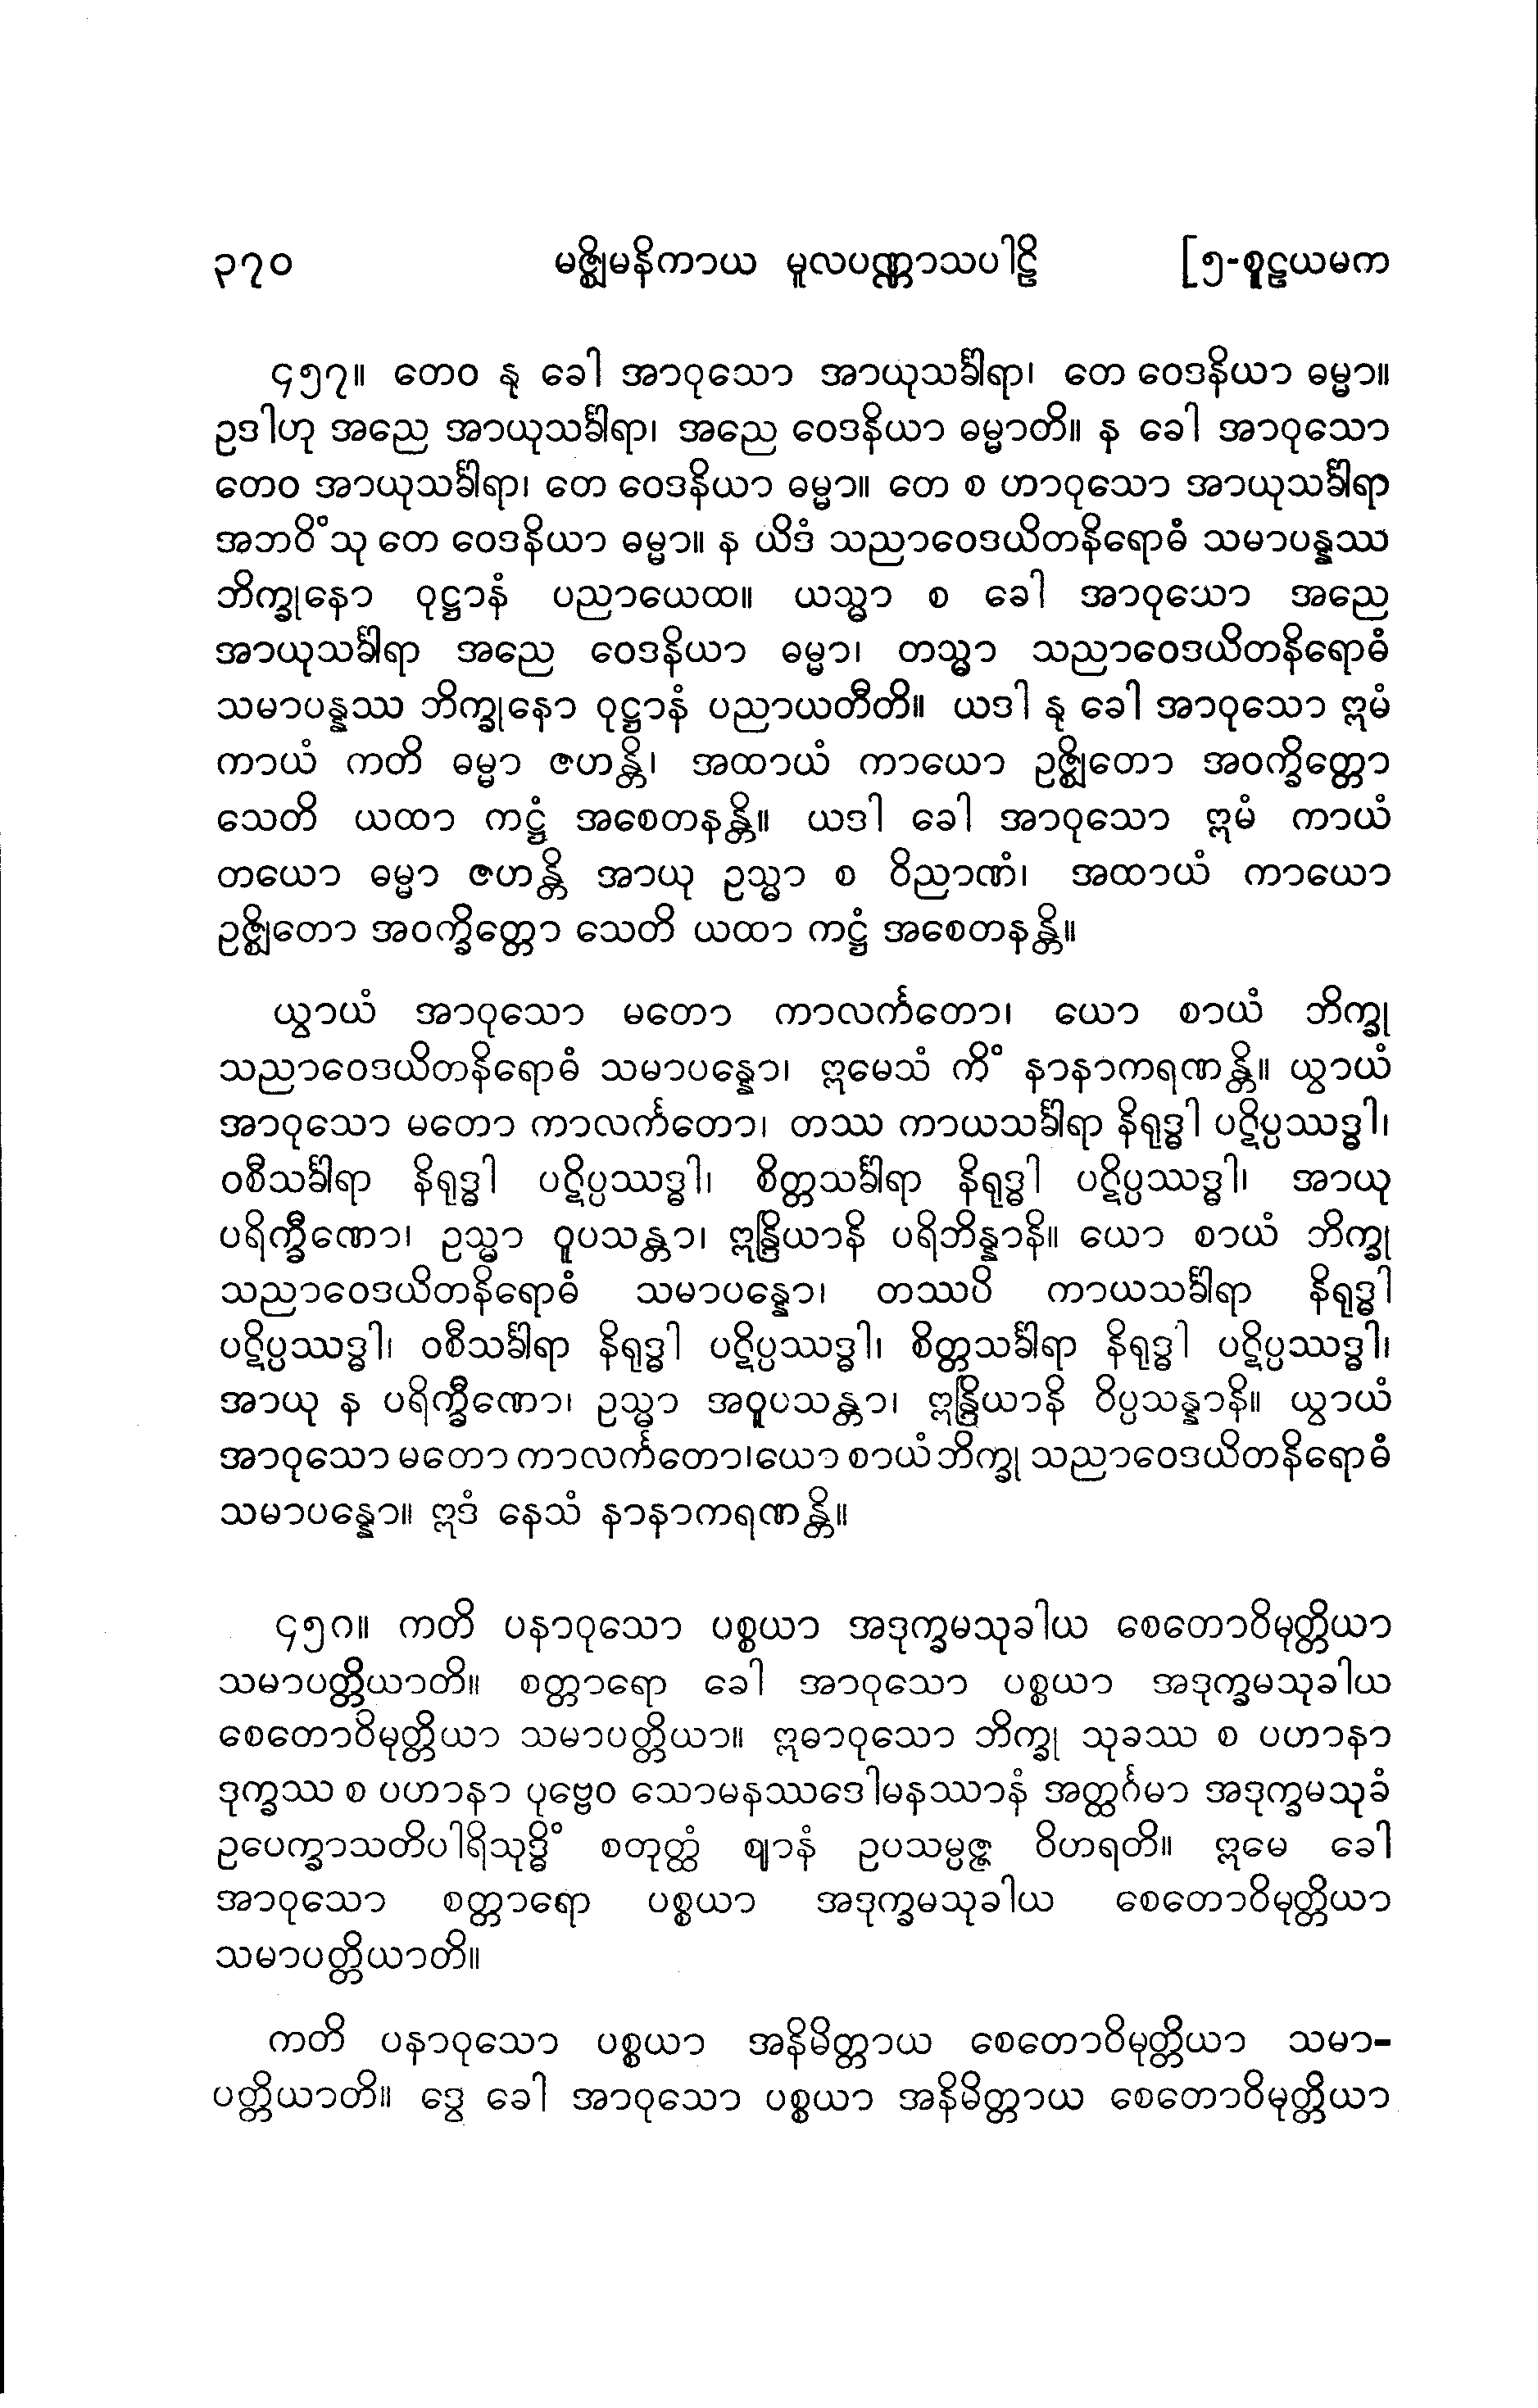 ၃၇၀ မဇ္ဈိမနိကာယ မူလပဏ္ဏာသပါဠိ [၅-စူဠယမက
၄၅၇။ တေဝ နု ခေါ အာဝုသော အာယုသင်္ခါရာ၊ တေ ဝေဒနိယာ ဓမ္မာ။
ဥဒါဟု အညေ အာယုသင်္ခါရာ၊ အညေ ဝေဒနိယာ ဓမ္မာတိ။ န ခေါ အာဝုသော
တေဝ အာယုသင်္ခါရာ၊ တေ ဝေဒနိယာ ဓမ္မာ။ တေ စ ဟာဝုသော အာယုသင်္ခါရာ
အဘဝိံသု တေ ဝေဒနိယာ ဓမ္မာ။ န ယိဒံ သညာဝေဒယိတနိရောဓံ သမာပန္နဿ
ဘိက္ခုနော ဝုဋ္ဌာနံ ပညာယေထ။ ယသ္မာ စ ခေါ အာဝုယော အညေ
အာယုသင်္ခါရာ အညေ ဝေဒနိယာ ဓမ္မာ၊ တသ္မာ သညာဝေဒယိတနိရောဓံ
သမာပန္နဿ ဘိက္ခုနော ဝုဋ္ဌာနံ ပညာယတီတိ။ ယဒါ နု ခေါ အာဝုသော ဣမံ
ကာယံ ကတိ ဓမ္မာ ဇဟန္တိ၊ အထာယံ ကာယော ဥဇ္ဈိတော အဝက္ခိတ္တော
သေတိ ယထာ ကဋ္ဌံ အစေတနန္တိ။ ယဒါ ခေါ အာဝုသော ဣမံ ကာယံ
တယော ဓမ္မာ ဇဟန္တိ အာယု ဥသ္မာ စ ဝိညာဏံ၊ အထာယံ ကာယော
ဥဇ္ဈိတော အဝက္ခိတ္တော သေတိ ယထာ ကဋ္ဌံ အစေတနန္တိ။
ယွာယံ အာဝုသော မတော ကာလင်္ကတော၊ ယော စာယံ ဘိက္ခု
သညာဝေဒယိတနိရောဓံ သမာပန္နော၊ ဣမေသံ ကိံ နာနာကရဏန္တိ။ ယွာယံ
အာဝုသော မတော ကာလင်္ကတော၊ တဿ ကာယသင်္ခါရာ နိရုဒ္ဓါ ပဋိပ္ပဿဒ္ဓါ၊
ဝစီသင်္ခါရာ နိရုဒ္ဓါ ပဋိပ္ပဿဒ္ဓါ၊ စိတ္တသင်္ခါရာ နိရုဒ္ဓါ ပဋိပ္ပဿဒ္ဓါ၊ အာယု
ပရိက္ခီဏော၊ ဥသ္မာ ဝူပသန္တာ၊ ဣန္ဒြိယာနိ ပရိဘိန္နာနိ။ ယော စာယံ ဘိက္ခု
သညာဝေဒယိတနိရောဓံ သမာပန္နော၊ တဿပိ ကာယသင်္ခါရာ နိရုဒ္ဓါ
ပဋိပ္ပဿဒ္ဓါ၊ ဝစီသင်္ခါရာ နိရုဒ္ဓါ ပဋိပ္ပဿဒ္ဓါ၊ စိတ္တသင်္ခါရာ နိရုဒ္ဓါ ပဋိပ္ပဿဒ္ဓါ၊
အာယု န ပရိက္ခီဏော၊ ဥသ္မာ အဝူပသန္တာ၊ ဣန္ဒြိယာနိ ဝိပ္ပသန္နာနိ။ ယွာယံ
အာဝုသော မတော ကာလင်္ကတော၊ယော စာယံ ဘိက္ခု သညာဝေဒယိတနိရောဓံ
သမာပန္နော။ ဣဒံ နေသံ နာနာကရဏန္တိ။
၄၅၈။ ကတိ ပနာဝုသော ပစ္စယာ အဒုက္ခမသုခါယ စေတောဝိမုတ္တိယာ
သမာပတ္တိယာတိ။ စတ္တာရော ခေါ အာဝုသော ပစ္စယာ အဒုက္ခမသုခါယ
စေတောဝိမုတ္တိယာ သမာပတ္တိယာ။ ဣဓာဝုသော ဘိက္ခု သုခဿ စ ပဟာနာ
ဒုက္ခဿ စ ပဟာနာ ပုဗ္ဗေဝ သောမနဿဒေါမနဿာနံ အတ္ထင်္ဂမာ အဒုက္ခမသုခံ
ဥပေက္ခာသတိပါရိသုဒ္ဓိံ စတုတ္ထံ ဈာနံ ဥပသမ္ပဇ္ဇ ဝိဟရတိ။ ဣမေ ခေါ
အာဝုသော စတ္တာရော ပစ္စယာ အဒုက္ခမသုခါယ စေတောဝိမုတ္တိယာ
သမာပတ္တိယာတိ။
ကတိ ပနာဝုသော ပစ္စယာ အနိမိတ္တာယ စေတောဝိမုတ္တိယာ သမာ-
ပတ္တိယာတိ။ ဒွေ ခေါ အာဝုသော ပစ္စယာ အနိမိတ္တာယ စေတောဝိမုတ္တိယာ